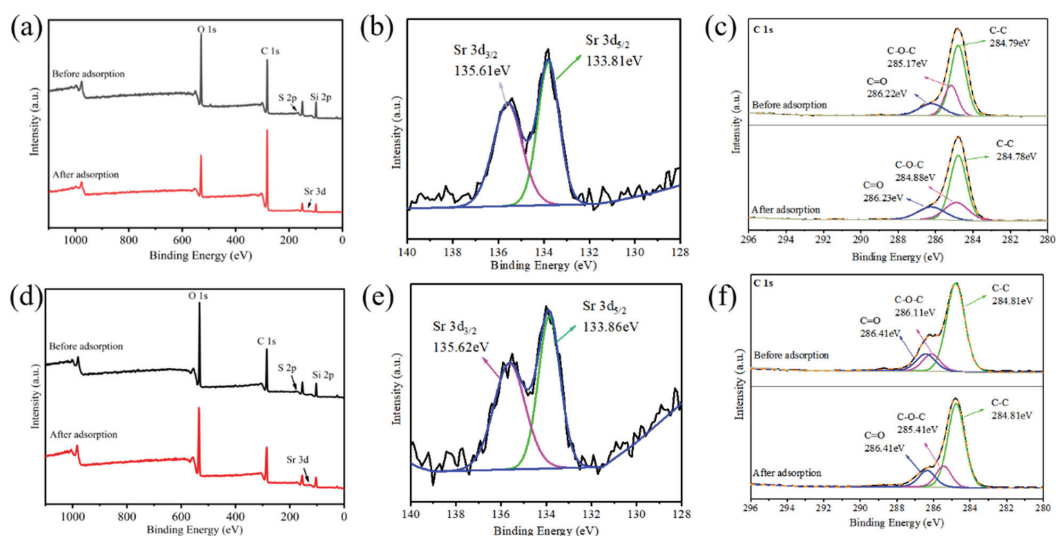 (a)
O 1s
C 1s
Before adsorption
S 2p
Si 2p
After adsorption
Sr 3d
Intensity (a.u.)
1000
800
600
400
200
0
Binding Energy (eV)
(b)
Sr 3d5/2
133.81eV
Sr 3d3/2
135.61eV
Intensity (a.u.)
140
138
136
134
132
130
128
Binding Energy (eV)
(c)
C 1s
C-C
284.79eV
C-O-C
285.17eV
C=O
286.22eV
Before adsorption
C-C
284.78eV
C-O-C
284.88eV
C=O
286.23eV
After adsorption
Intensity (a.u.)
296
294
292
290
288
286
284
282
280
Binding Energy (eV)
(d)
O 1s
C 1s
Before adsorption
S 2p
Si 2p
After adsorption
Sr 3d
Intensity (a.u.)
1000
800
600
400
200
0
Binding Energy (eV)
(e)
Sr 3d5/2
133.86eV
Sr 3d3/2
135.62eV
Intensity (a.u.)
140
138
136
134
132
130
128
Binding Energy (eV)
(f)
C 1s
C-C
284.81eV
C-O-C
286.11eV
C=O
286.41eV
Before adsorption
C-C
284.81eV
C-O-C
285.41eV
C=O
286.41eV
After adsorption
Intensity (a.u.)
296
294
292
290
288
286
284
282
280
Binding Energy (eV)